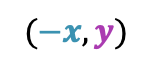 (−x, y)